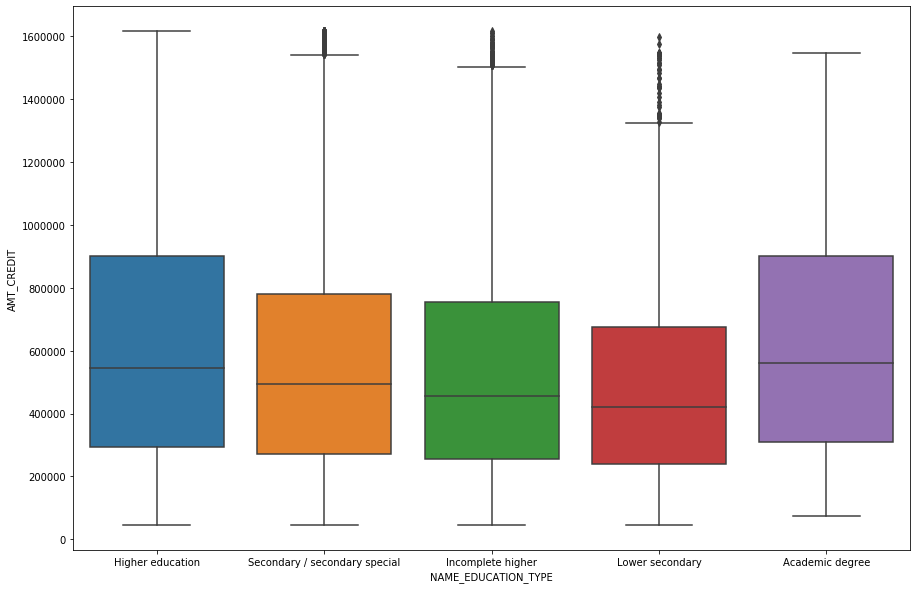 1600000
1400000
1200000
1000000
800000
600000
400000
200000
0
AMT_CREDIT
Higher education
Secondary / secondary special
Incomplete higher
Lower secondary
Academic degree
NAME_EDUCATION_TYPE